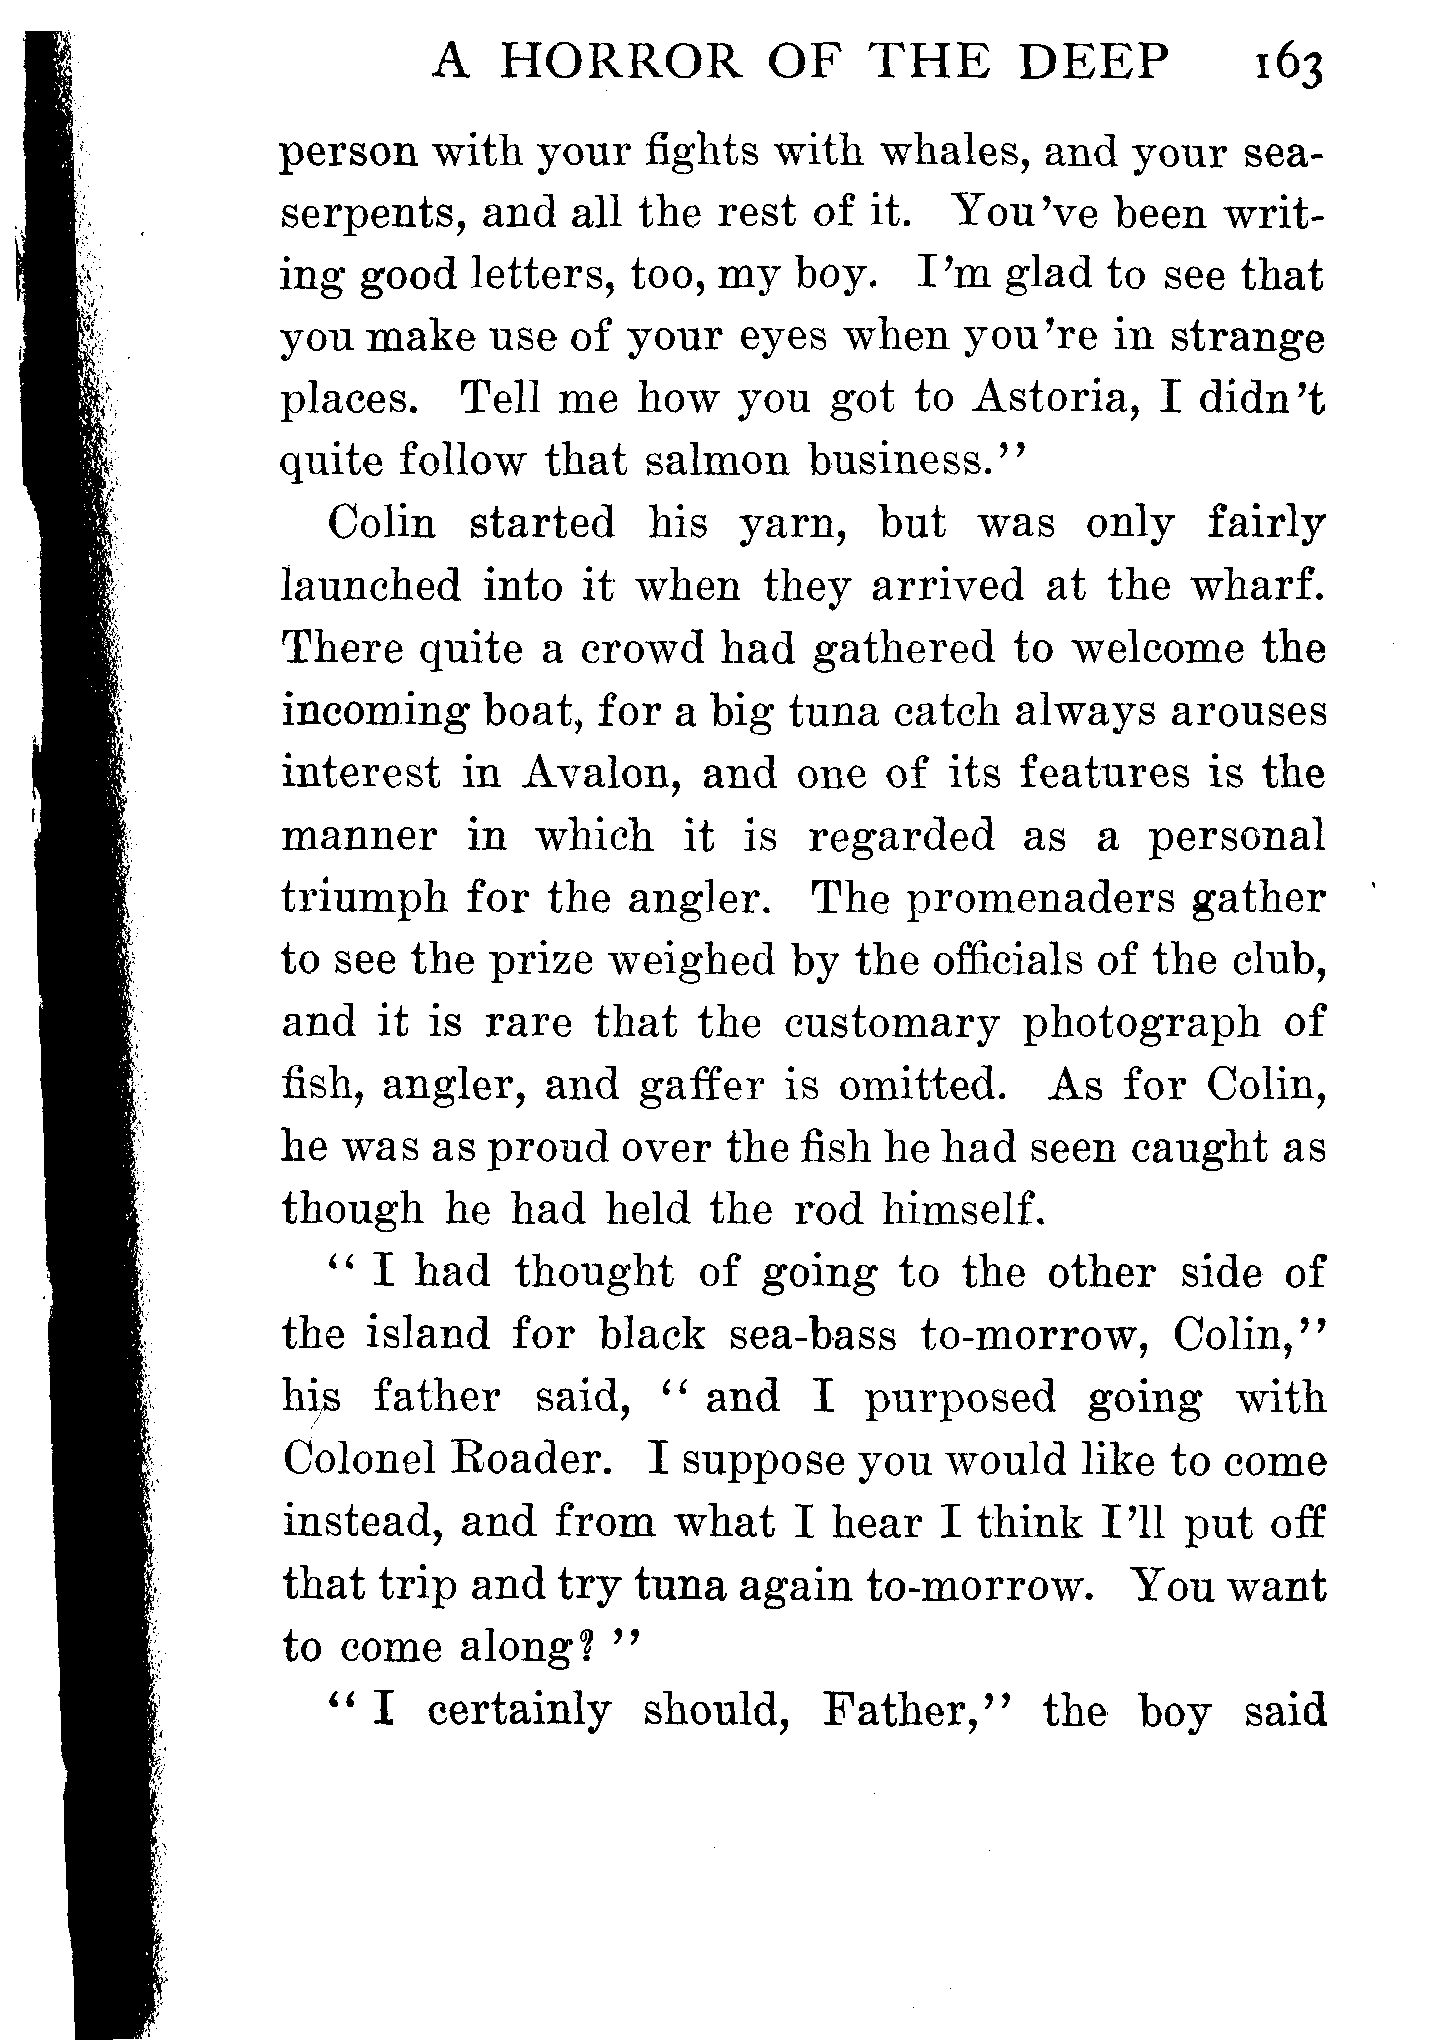 A HORROR OF THE DEEP 163
person with your fights with whales, and your sea-
serpents, and all the rest of it. You've been writ-
ing good letters, too, my boy. I'm glad to see that
you make use of your eyes when you're in strange
places. Tell me how you got to Astoria, I didn't
quite follow that salmon business."
Colin started his yarn, but was only fairly
launched into it when they arrived at the wharf.
There quite a crowd had gathered to welcome the
incoming boat, for a big tuna catch always arouses
interest in Avalon, and one of its features is the
manner in which it is regarded as a personal
triumph for the angler. The promenaders gather
to see the prize weighed by the officials of the club,
and it is rare that the customary photograph of
fish, angler, and gaffer is omitted. As for Colin,
he was as proud over the fish he had seen caught as
though he had held the rod himself.
"I had thought of going to the other side of
the island for black sea-bass to-morrow, Colin,"
his father said, "and I purposed going with
Colonel Roader. I suppose you would like to come
instead, and from what I hear I think I'll put off
that trip and try tuna again to-morrow. You want
to come along?"
"I certainly should, Father," the boy said